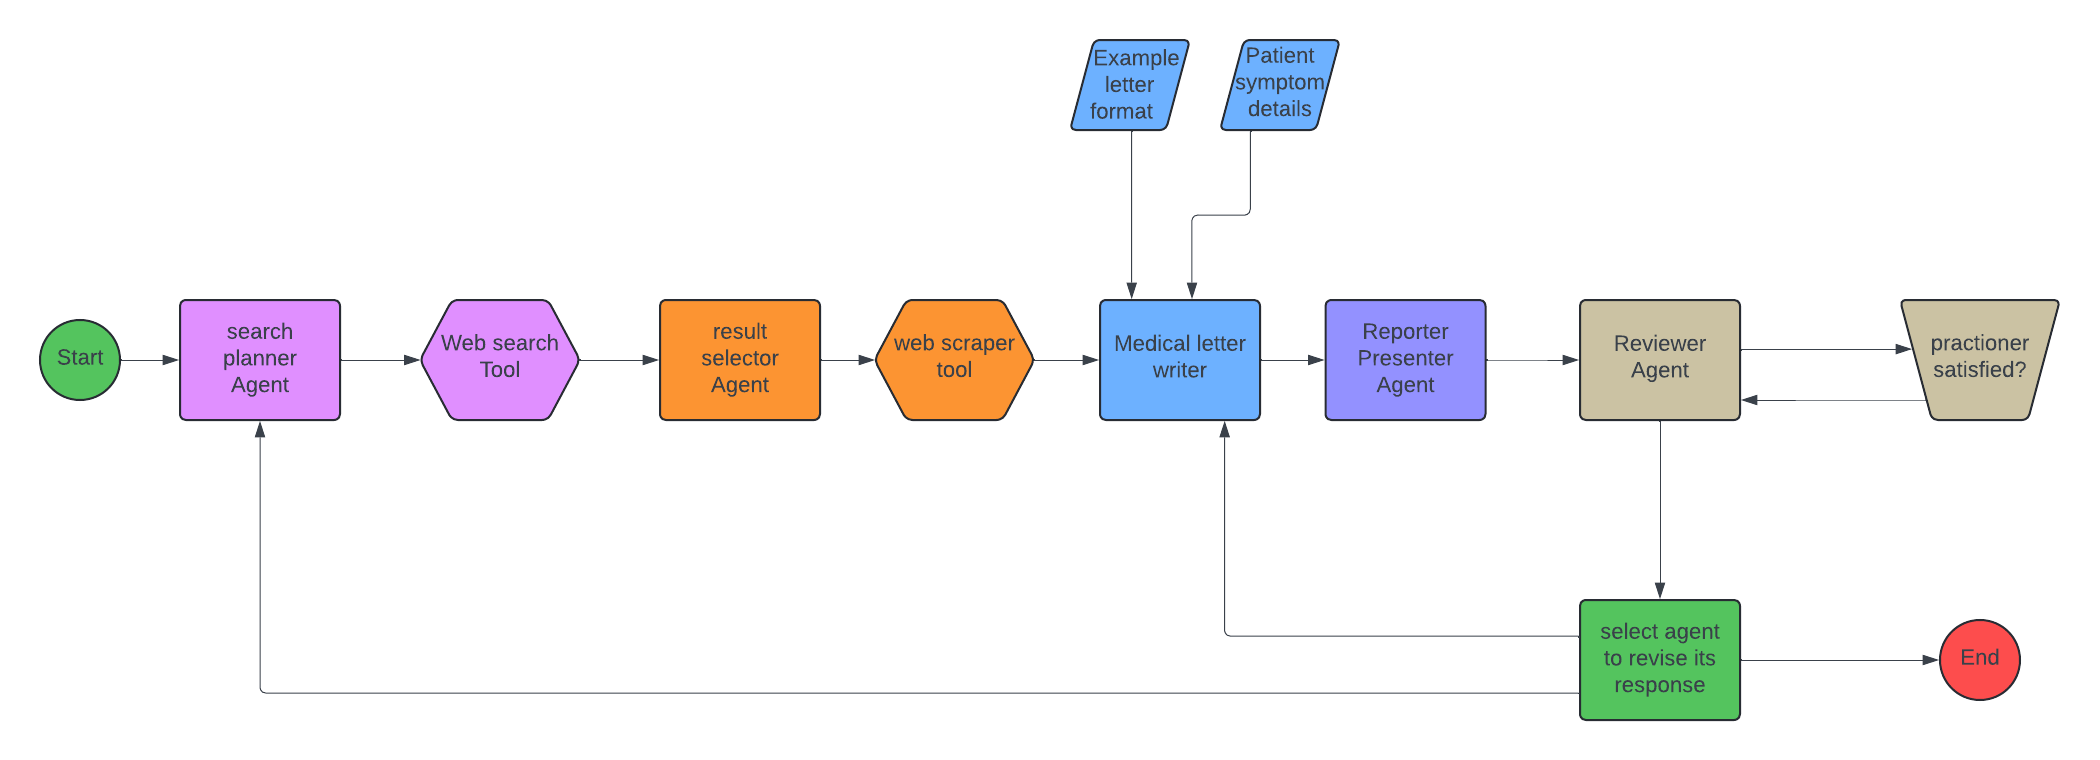 Example
letter
format
Patient
symptom
details
Start
search
planner
Agent
Web search
Tool
result
selector
Agent
web scraper
tool
Medical letter
writer
Reporter
Presenter
Agent
Reviewer
Agent
practioner
satisfied?
select agent
to revise its
response
End